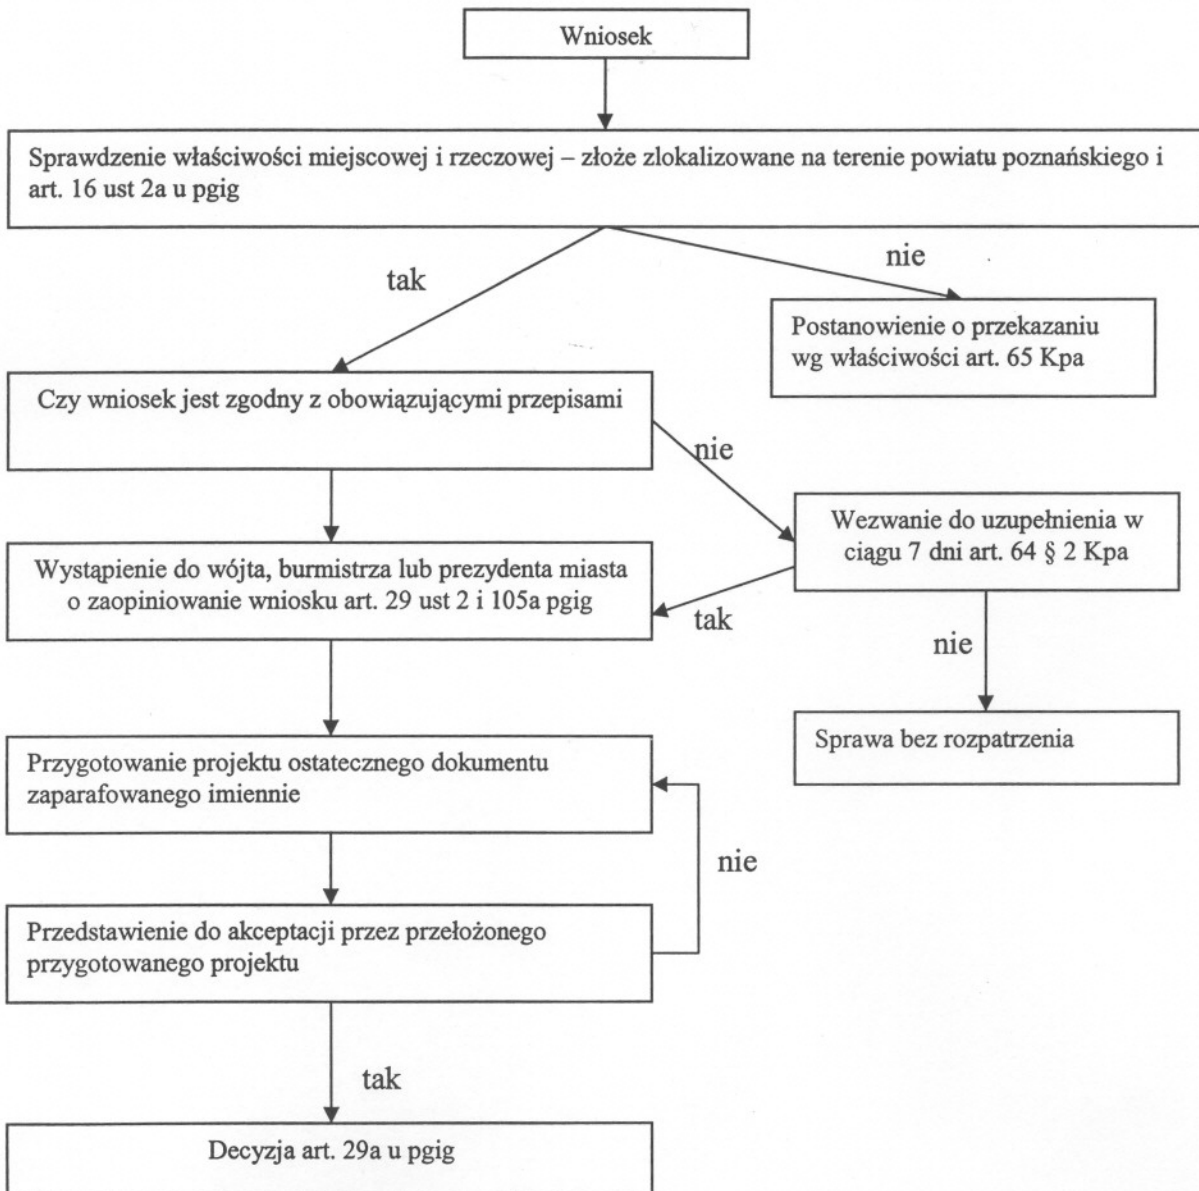 Wniosek
Sprawdzenie właściwości miejscowej i rzeczowej – złoże zlokalizowane na terenie powiatu poznańskiego i
art. 16 ust 2a u pgig
tak
nie
Postanowienie o przekazaniu
wg właściwości art. 65 Kpa
Czy wniosek jest zgodny z obowiązującymi przepisami
nie
Wezwanie do uzupełnienia w
ciągu 7 dni art. 64 § 2 Kpa
Wystąpienie do wójta, burmistrza lub prezydenta miasta
o zaopiniowanie wniosku art. 29 ust 2 i 105a pgig
tak
nie
Sprawa bez rozpatrzenia
Przygotowanie projektu ostatecznego dokumentu
zaparafowanego imiennie
nie
Przedstawienie do akceptacji przez przełożonego
przygotowanego projektu
tak
Decyzja art. 29a u pgig